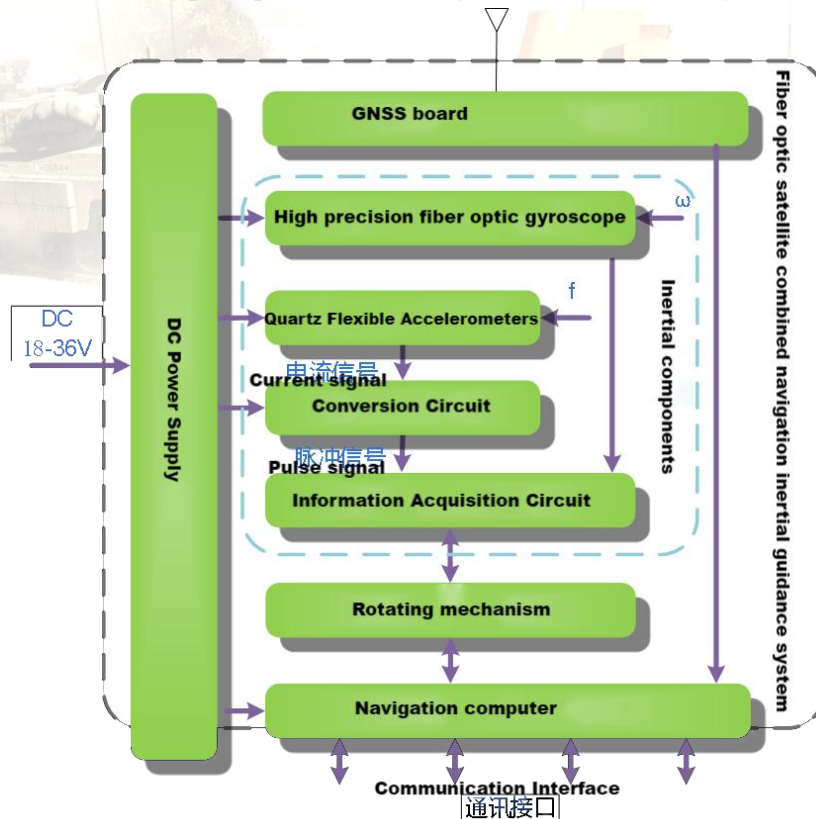 GNSS board
High precision fiber optic gyroscope
ω
Quartz Flexible Accelerometers
f
DC
18-36V
DC Power Supply
电流信号
Current signal
Conversion Circuit
脉冲信号
Pulse signal
Information Acquisition Circuit
Inertial components
Fiber optic satellite combined navigation inertial guidance system
Rotating mechanism
Navigation computer
Communication Interface
通讯接口